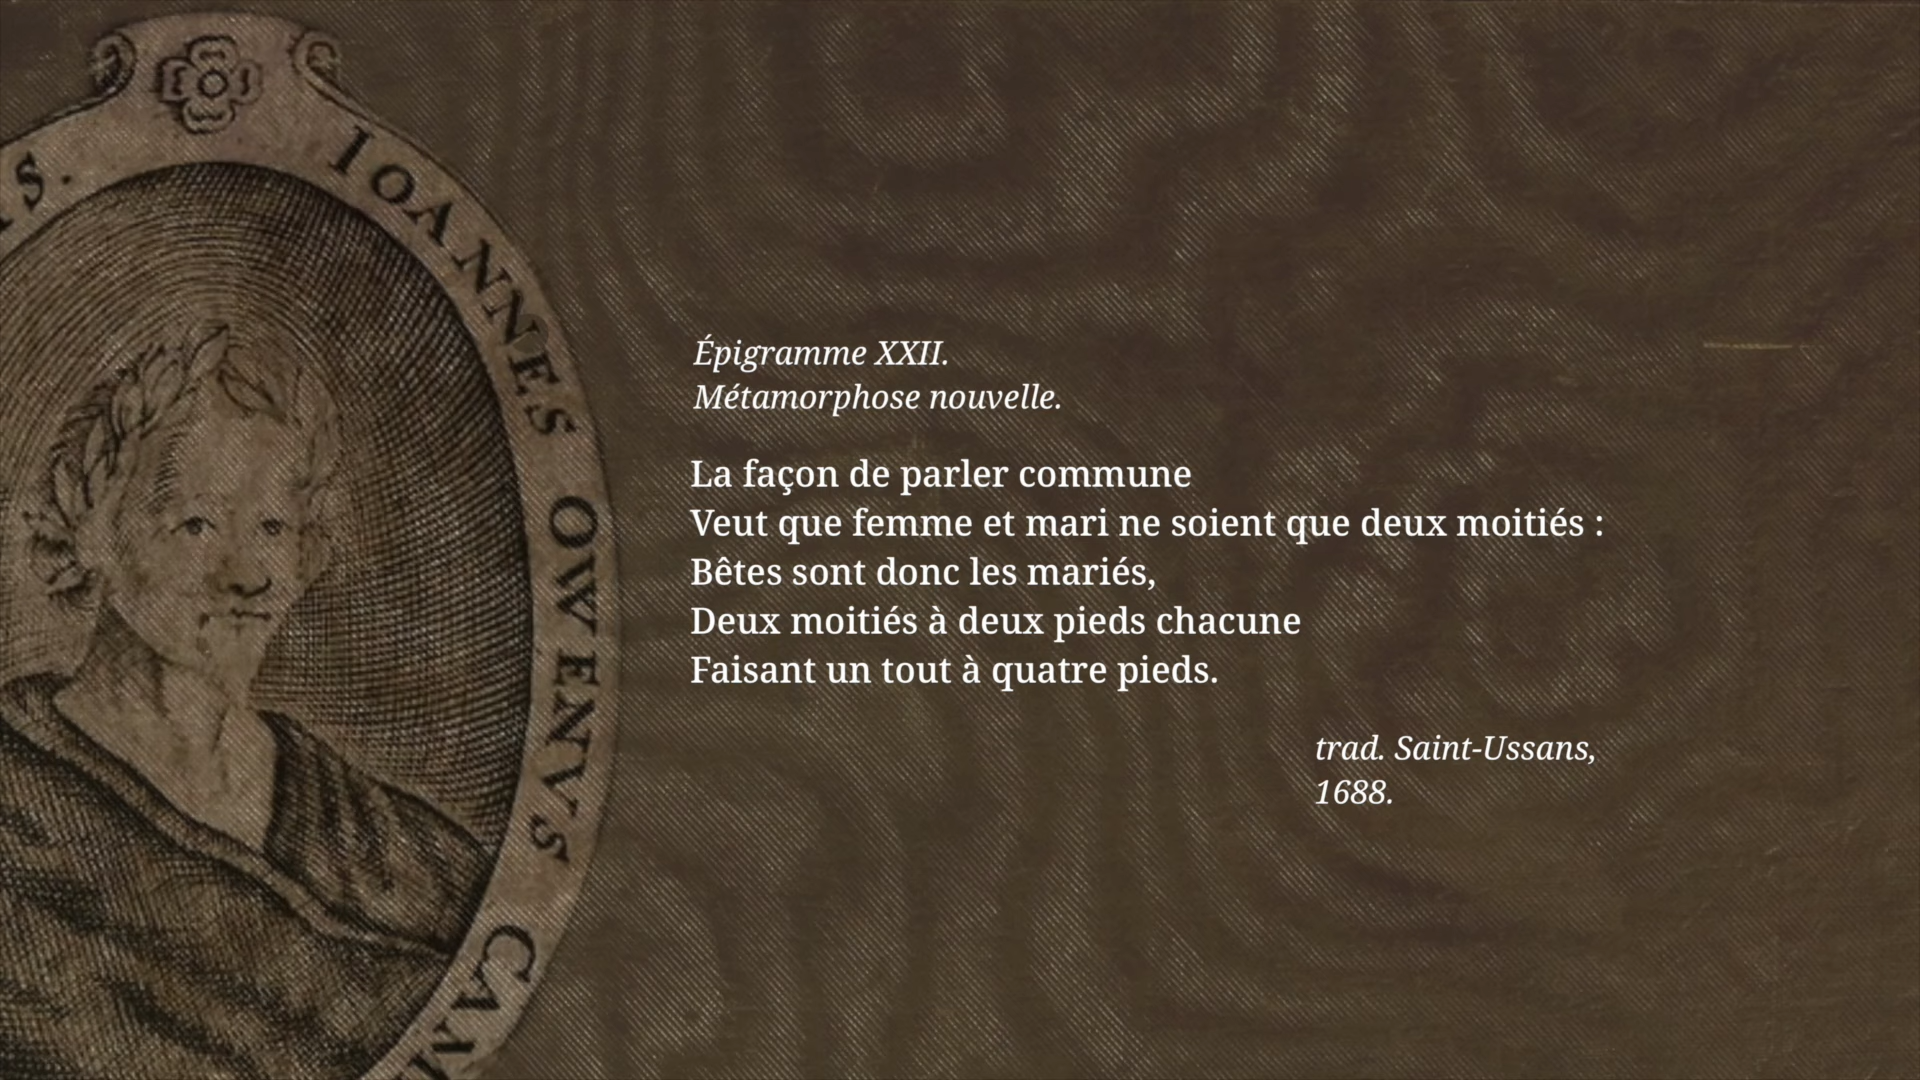 S. IOANNES OWENVS CAM
Épigramme XXII.
Métamorphose nouvelle.
La façon de parler commune
Veut que femme et mari ne soient que deux moitiés :
Bêtes sont donc les mariés,
Deux moitiés à deux pieds chacune
Faisant un tout à quatre pieds.
trad. Saint-Ussans,
1688.